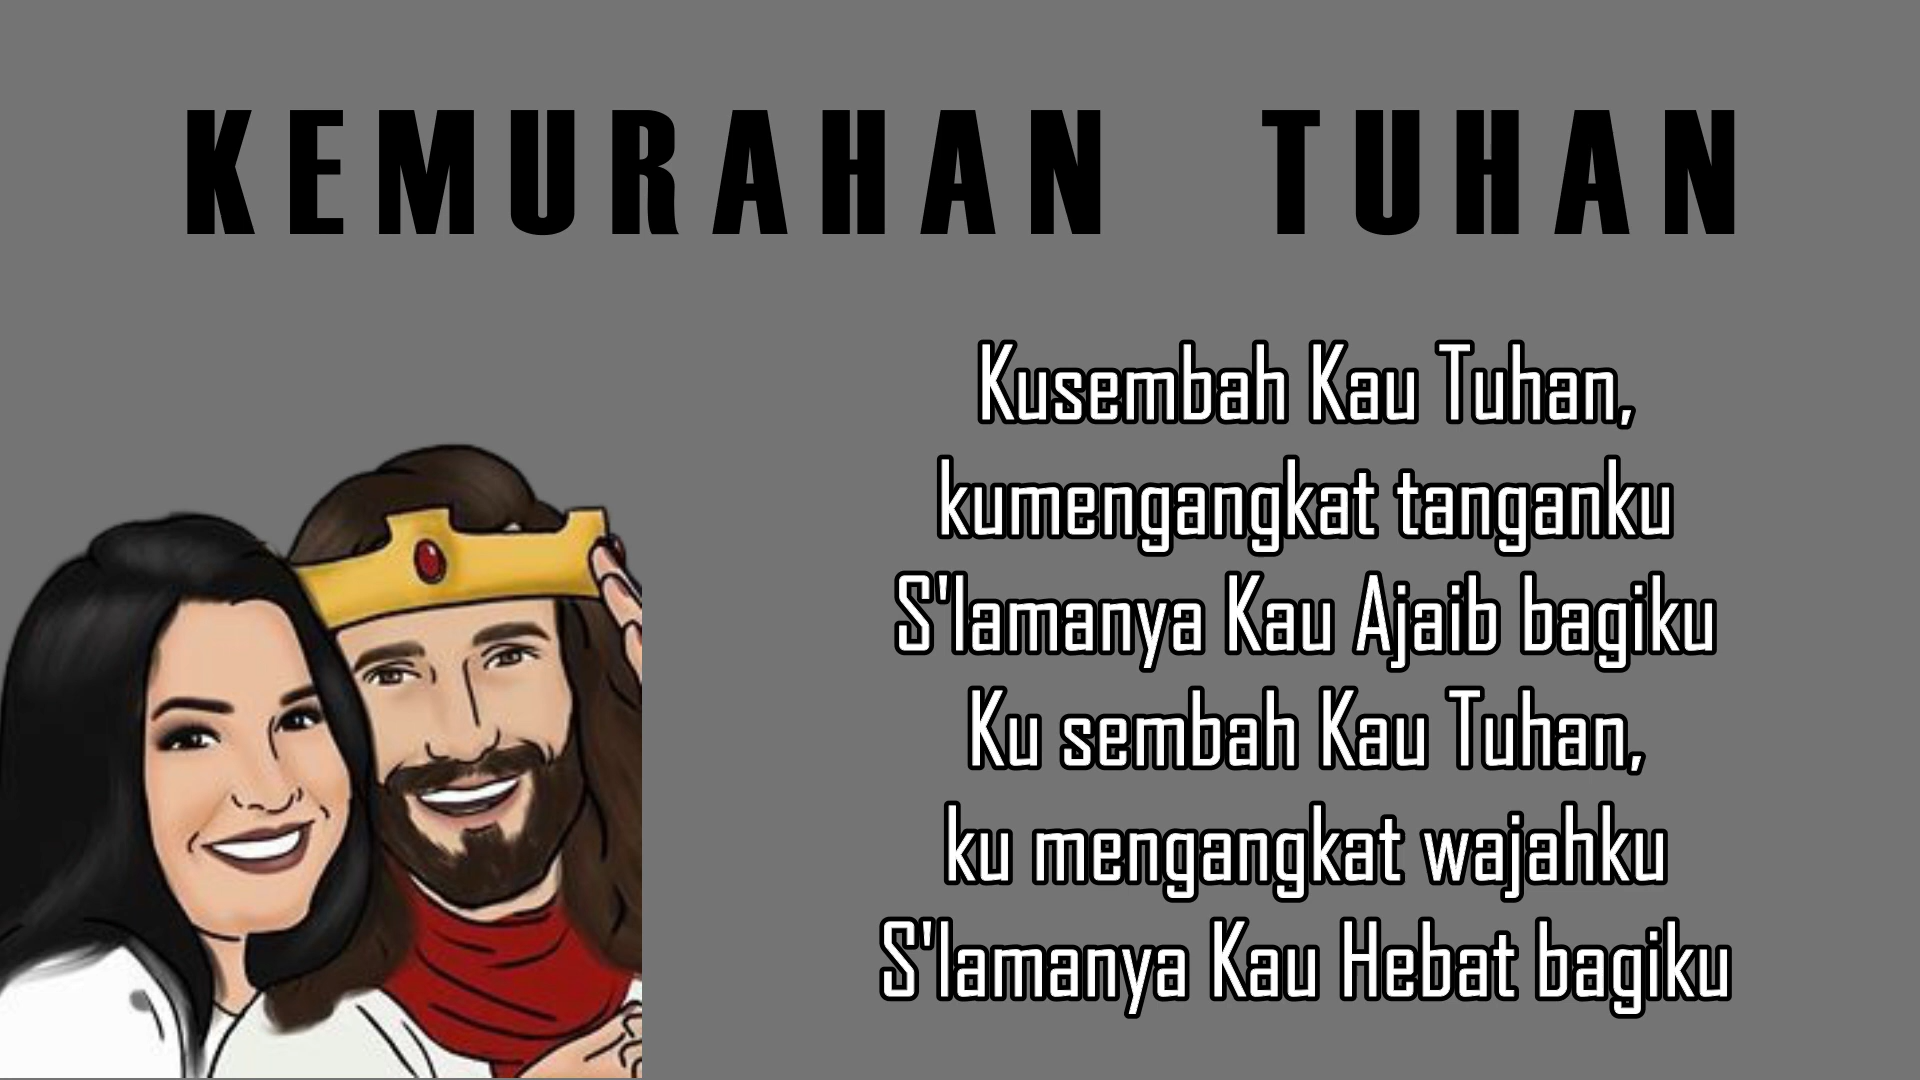 KEMURAHAN TUHAN
Kusembah Kau Tuhan,
kumengangkat tanganku
S'lamanya Kau Ajaib bagiku
Ku sembah Kau Tuhan,
ku mengangkat wajahku
S'lamanya Kau Hebat bagiku